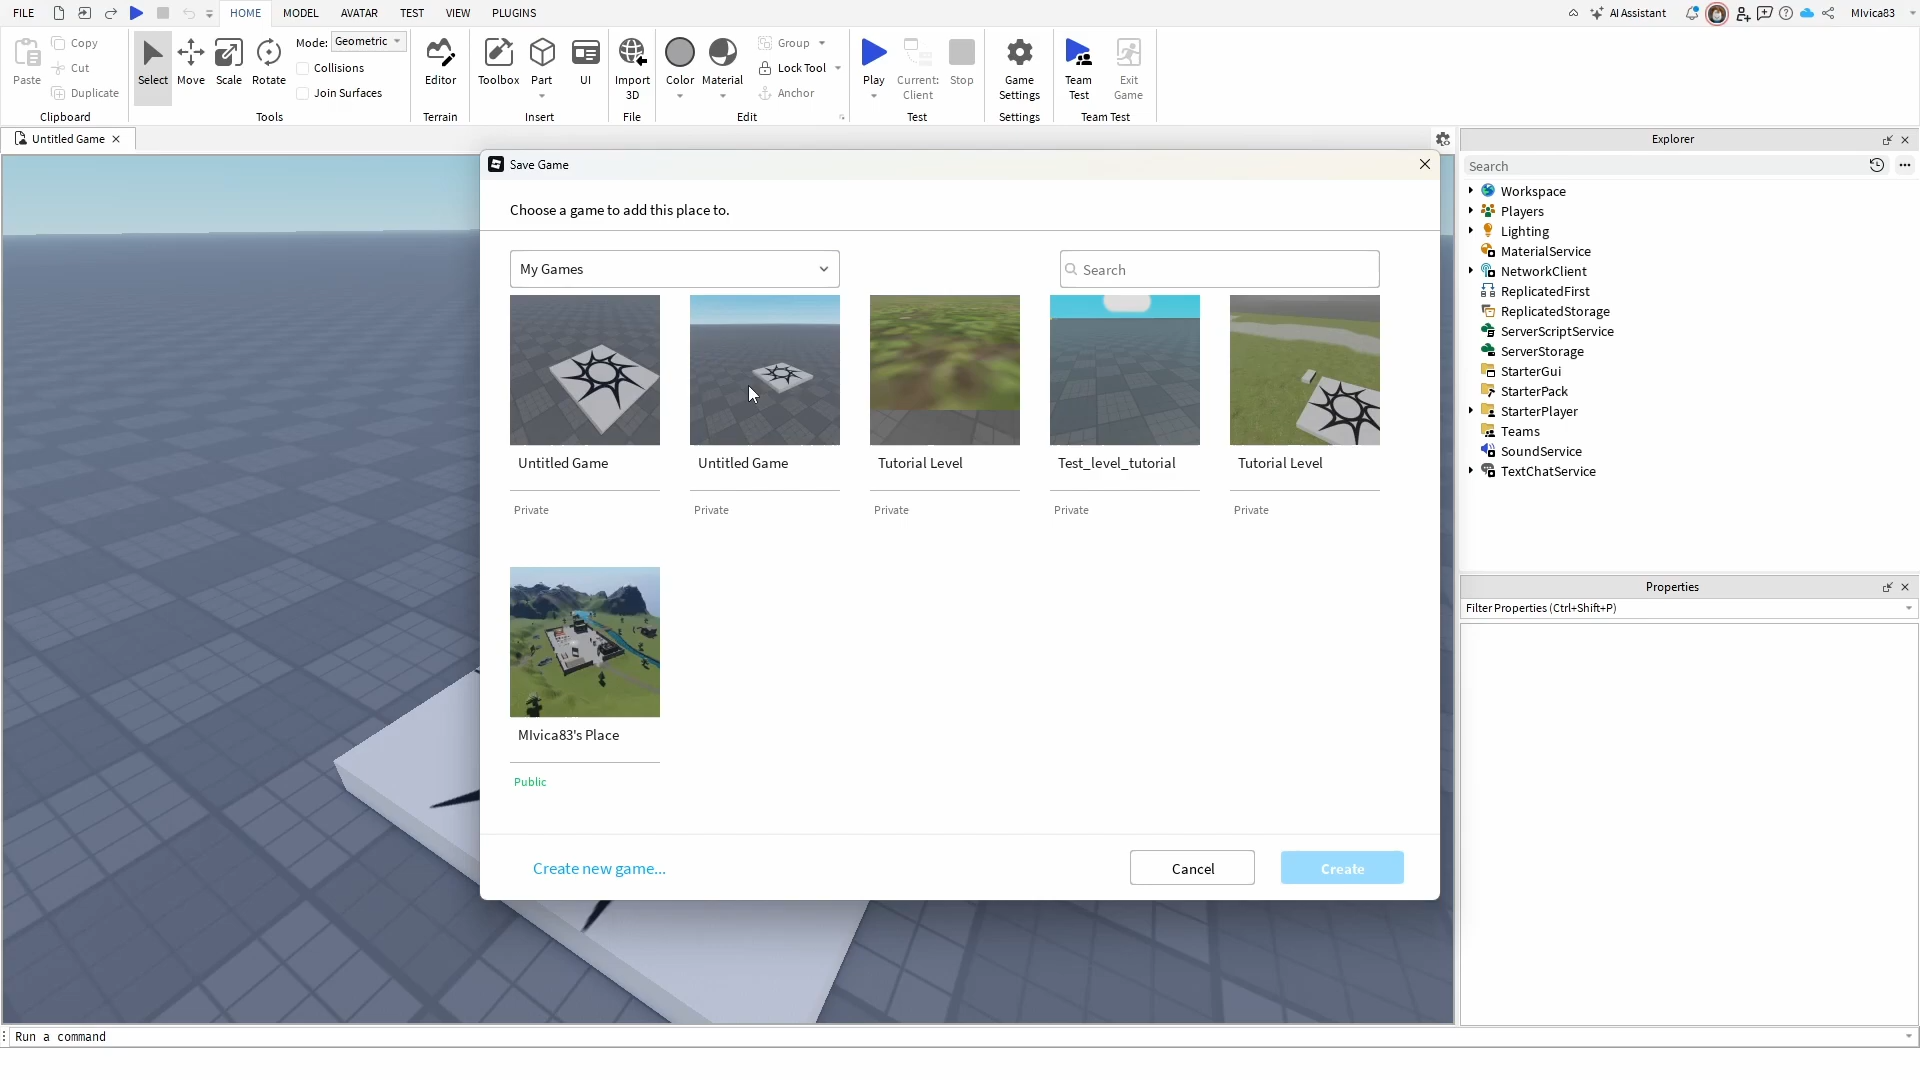 FILE HOME MODEL AVATAR TEST VIEW PLUGINS AI Assistant MIvica83
Paste Copy Cut Duplicate Clipboard
Select Move Scale Rotate Mode: Geometric Collisions Join Surfaces Tools
Editor Terrain
Toolbox Part UI Insert
Import 3D File
Color Material Group Lock Tool Anchor Edit
Play Current: Client Stop Test
Game Settings Settings
Team Test Exit Game Team Test
Untitled Game
Save Game
Choose a game to add this place to.
My Games
Search
Untitled Game
Private
Untitled Game
Private
Tutorial Level
Private
Test_level_tutorial
Private
Tutorial Level
Private
MIvica83's Place
Public
Create new game...
Cancel
Create
Explorer
Search
Workspace
Players
Lighting
MaterialService
NetworkClient
ReplicatedFirst
ReplicatedStorage
ServerScriptService
ServerStorage
StarterGui
StarterPack
StarterPlayer
Teams
SoundService
TextChatService
Properties
Filter Properties (Ctrl+Shift+P)
Run a command